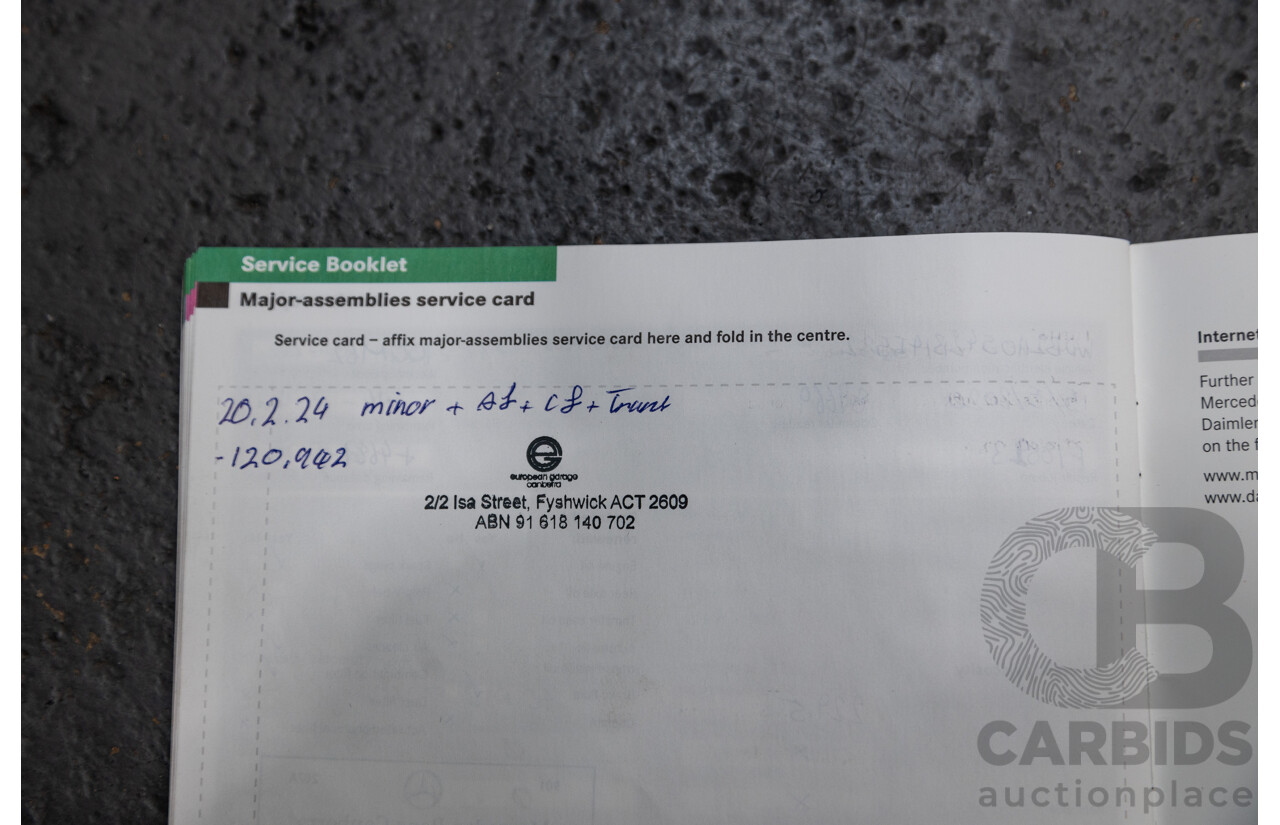 Service Booklet
Major-assemblies service card
Service card – affix major-assemblies service card here and fold in the centre.
20.2.24 minor + Af + Cf + Trans
-120,942
european garage
canberra
2/2 Isa Street, Fyshwick ACT 2609
ABN 91 618 140 702
Internet
Further
Merced
Daimler
on the f
www.m
www.da
CB
CARBIDS
auctionplace